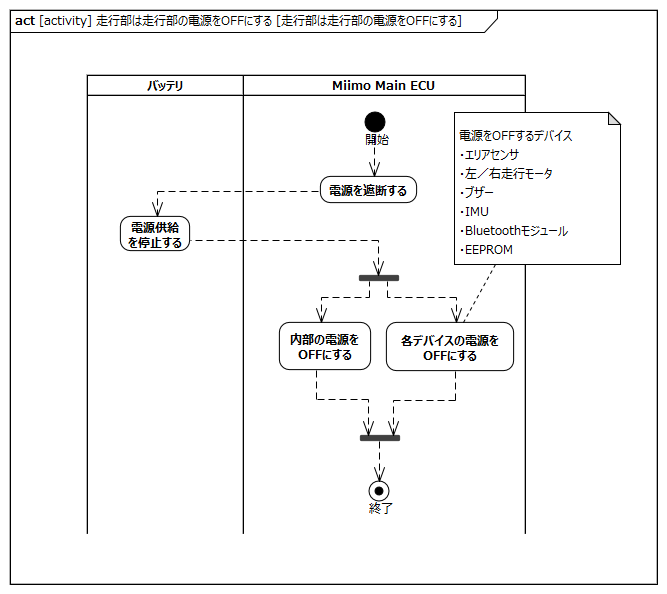 act [activity] 走行部は走行部の電源をOFFにする [走行部は走行部の電源をOFFにする]
バッテリ
Miimo Main ECU
開始
電源をOFFするデバイス
・エリアセンサ
・左／右走行モータ
・ブザー
・IMU
・Bluetoothモジュール
・EEPROM
電源を遮断する
電源供給
を停止する
内部の電源を
OFFにする
各デバイスの電源を
OFFにする
終了